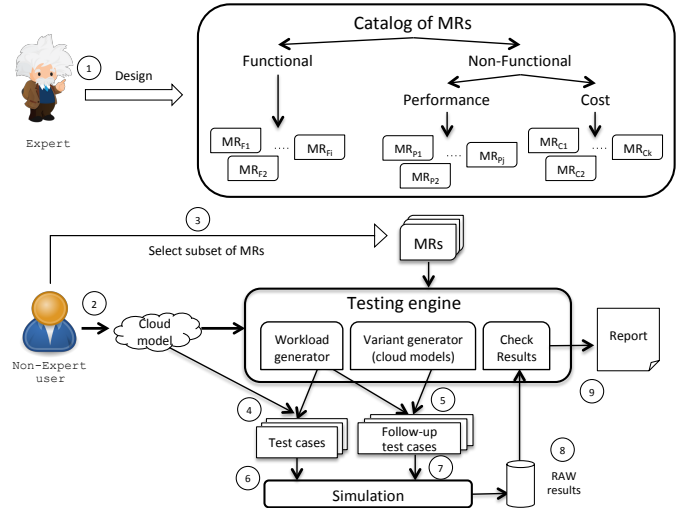 Catalog of MRs
1
Design
Expert
Functional
Non-Functional
Performance
Cost
MRF1
....
MRFi
MRF2
MRP1
....
MRPj
MRP2
MRC1
....
MRCk
MRC2
3
Select subset of MRs
MRs
2
Non-Expert
user
Cloud
model
Testing engine
Workload
generator
Variant generator
(cloud models)
Check
Results
Report
9
4
5
Test cases
Follow-up
test cases
6
7
8
Simulation
RAW
results